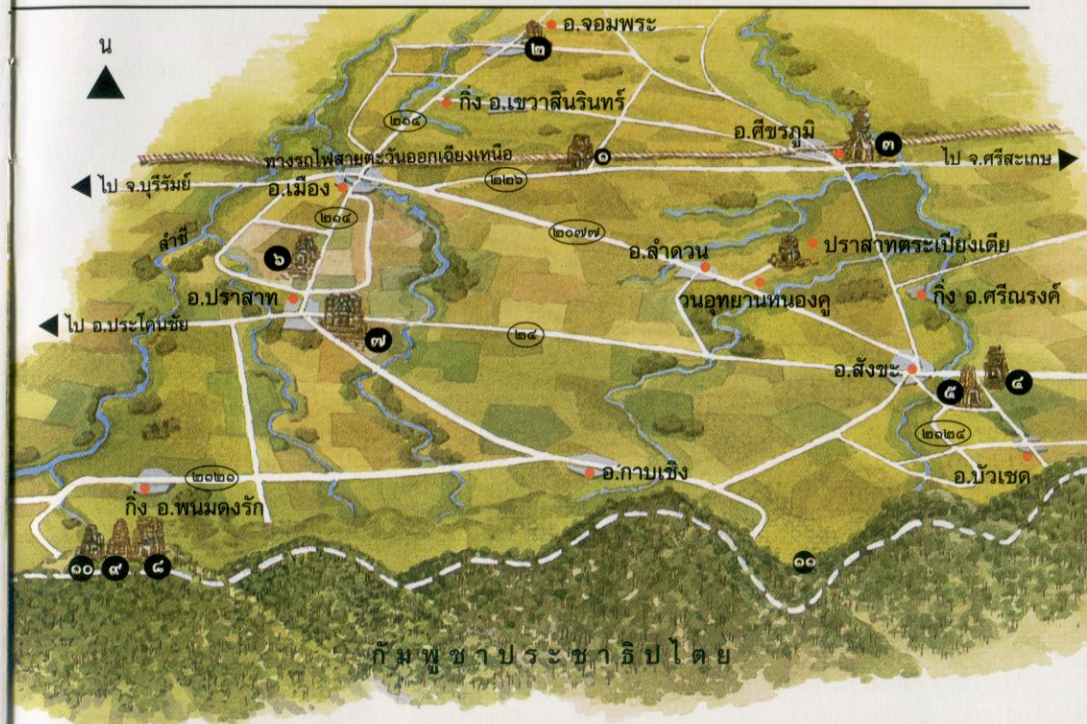 น
อ.จอมพระ
๒
กิ่ง อ.เขวาสินรินทร์
๒๑๔
อ.ศีขรภูมิ
๓
๑
ทางรถไฟสายตะวันออกเฉียงเหนือ
ไป จ.ศรีสะเกษ
ไป จ.บุรีรัมย์
อ.เมือง
๒๒๖
๒๑๔
๒๐๗๗
ลำชี
อ.ลำดวน
ปราสาทตระเปียงเตีย
๖
อ.ปราสาท
วนอุทยานหนองคู
กิ่ง อ.ศรีณรงค์
ไป อ.ประโคนชัย
๗
๒๔
อ.สังขะ
๕
๔
๒๑๒๔
๒๑๒๑
อ.กาบเชิง
อ.บัวเชด
กิ่ง อ.พนมดงรัก
๑๐
๙
๘
๑๑
กัมพูชาประชาธิปไตย